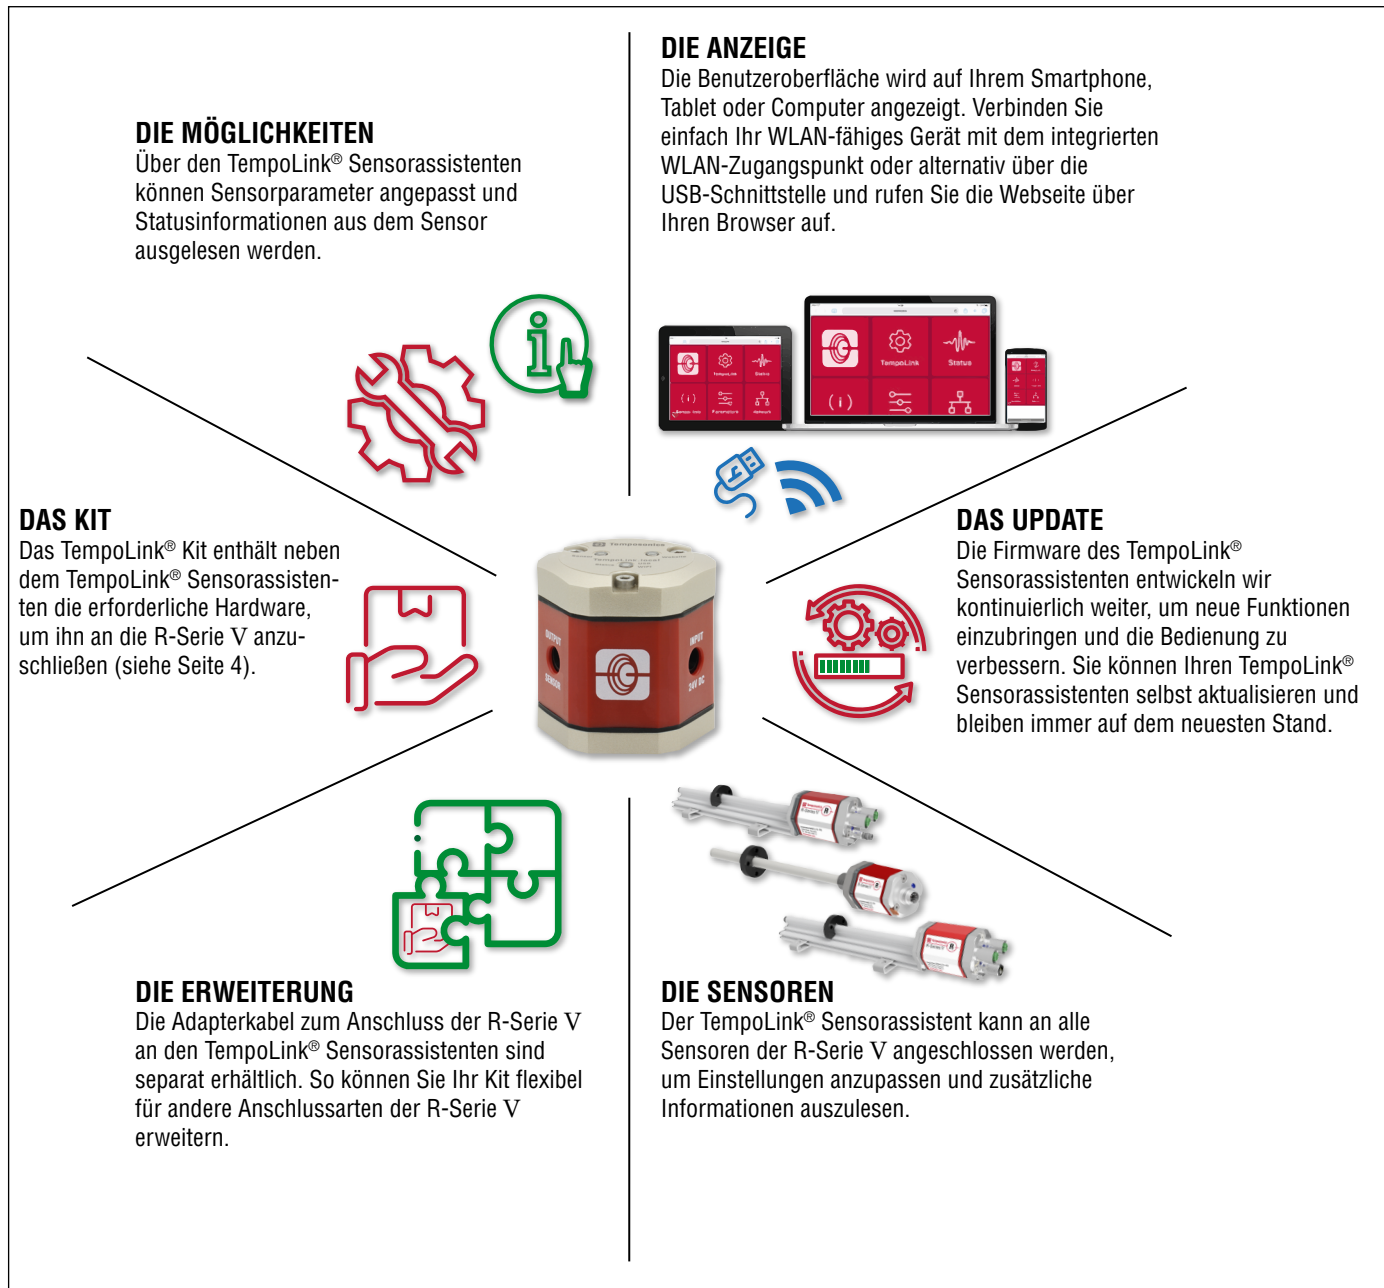 DIE MÖGLICHKEITEN
Über den TempoLink® Sensorassistenten
können Sensorparameter angepasst und
Statusinformationen aus dem Sensor
ausgelesen werden.
DIE ANZEIGE
Die Benutzeroberfläche wird auf Ihrem Smartphone,
Tablet oder Computer angezeigt. Verbinden Sie
einfach Ihr WLAN-fähiges Gerät mit dem integrierten
WLAN-Zugangspunkt oder alternativ über die
USB-Schnittstelle und rufen Sie die Webseite über
Ihren Browser auf.
TempoLink
Status
TempoLink
Status
DAS KIT
Das TempoLink® Kit enthält neben
dem TempoLink® Sensorassisten-
ten die erforderliche Hardware,
um ihn an die R-Serie V anzu-
schließen (siehe Seite 4).
Temposonics
OUTPUT
SENSOR
INPUT
24V DC
DAS UPDATE
Die Firmware des TempoLink®
Sensorassistenten entwickeln wir
kontinuierlich weiter, um neue Funktionen
einzubringen und die Bedienung zu
verbessern. Sie können Ihren TempoLink®
Sensorassistenten selbst aktualisieren und
bleiben immer auf dem neuesten Stand.
DIE ERWEITERUNG
Die Adapterkabel zum Anschluss der R-Serie V
an den TempoLink® Sensorassistenten sind
separat erhältlich. So können Sie Ihr Kit flexibel
für andere Anschlussarten der R-Serie V
erweitern.
DIE SENSOREN
Der TempoLink® Sensorassistent kann an alle
Sensoren der R-Serie V angeschlossen werden,
um Einstellungen anzupassen und zusätzliche
Informationen auszulesen.